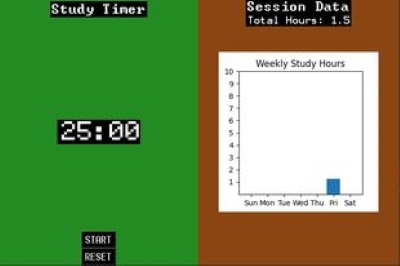 Study Timer
25:00
START
RESET
Session Data
Total Hours: 1.5
Weekly Study Hours
10
9
8
7
6
5
4
3
2
1
Sun Mon Tue Wed Thu Fri Sat